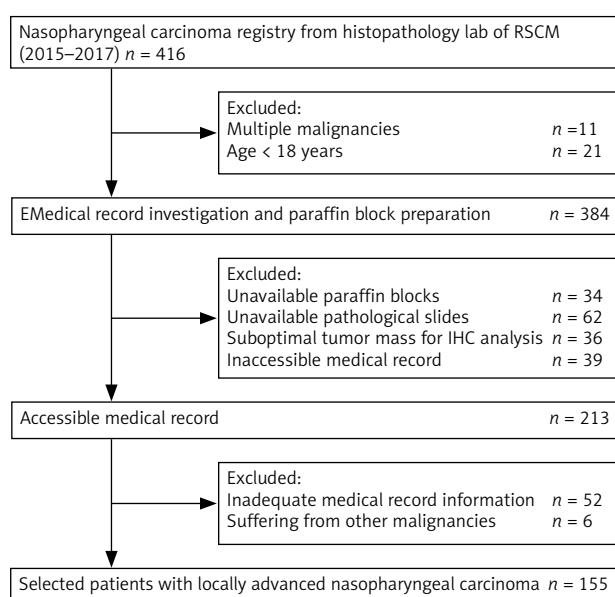 Nasopharyngeal carcinoma registry from histopathology lab of RSCM
(2015–2017) n = 416
Excluded:
Multiple malignancies n =11
Age < 18 years n = 21
EMedical record investigation and paraffin block preparation n = 384
Excluded:
Unavailable paraffin blocks n = 34
Unavailable pathological slides n = 62
Suboptimal tumor mass for IHC analysis n = 36
Inaccessible medical record n = 39
Accessible medical record n = 213
Excluded:
Inadequate medical record information n = 52
Suffering from other malignancies n = 6
Selected patients with locally advanced nasopharyngeal carcinoma n = 155